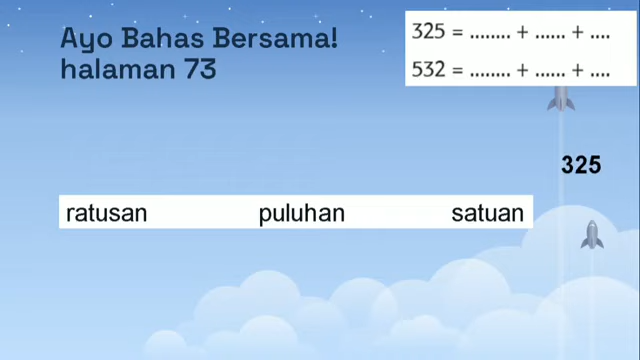 Ayo Bahas Bersama!
halaman 73
325 = ........ + ...... + ....
532 = ........ + ...... + ....
325
ratusan puluhan satuan